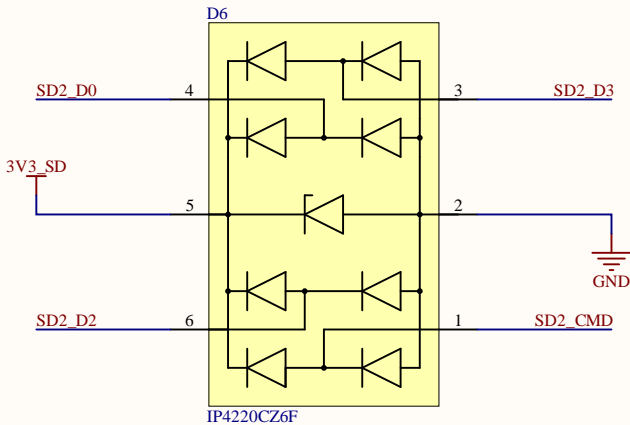 D6
SD2_D0 4 3 SD2_D3
3V3_SD
5 2
GND
SD2_D2 6 1 SD2_CMD
IP4220CZ6F